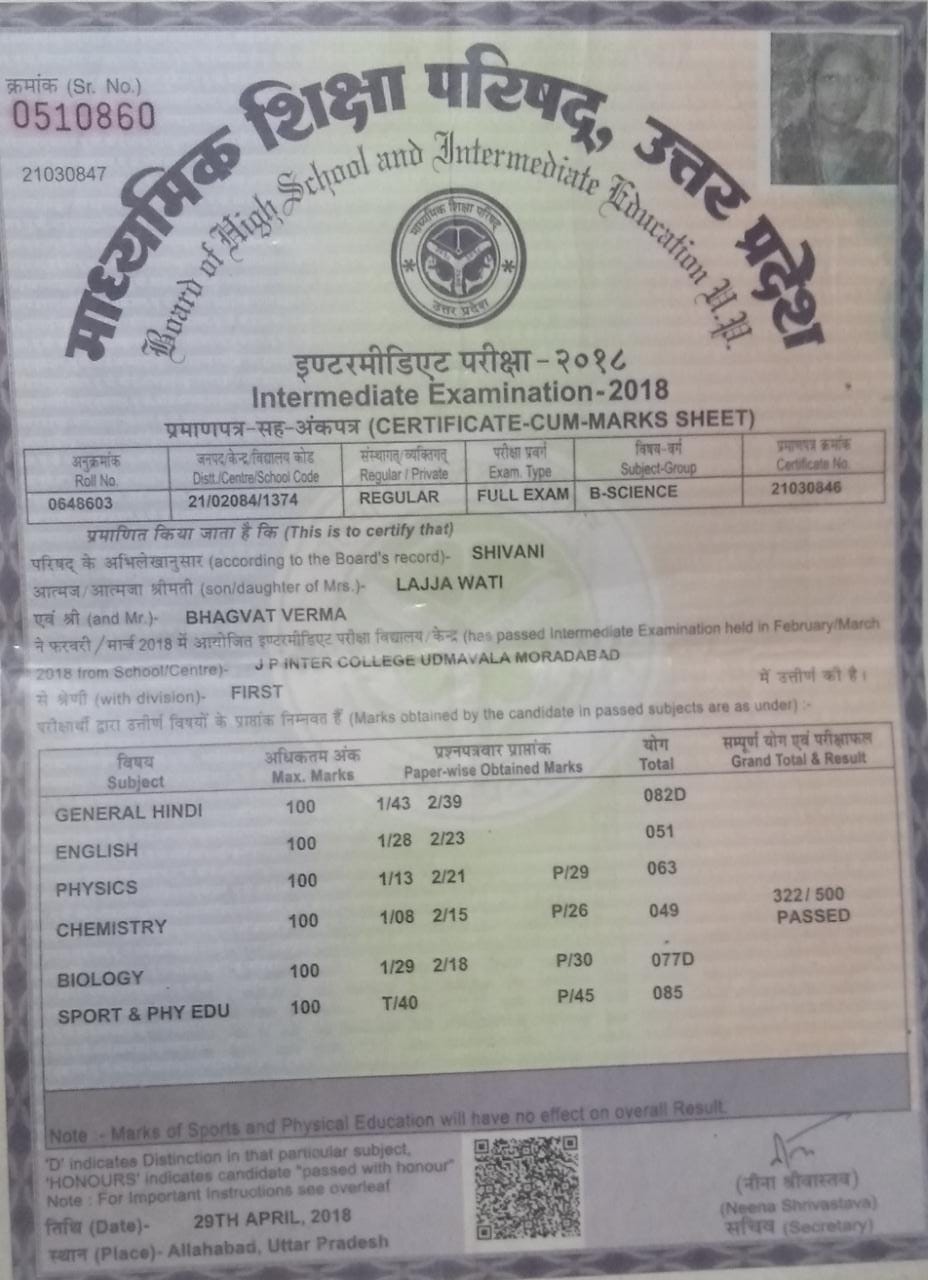 क्रमांक (Sr. No.)
0510860
21030847
माध्यमिक शिक्षा परिषद्, उत्तर प्रदेश
Board of High School and Intermediate Education U.P.
माध्यमिक शिक्षा परिषद्
उत्तर प्रदेश
इण्टरमीडिएट परीक्षा - २०१८
Intermediate Examination - 2018
प्रमाणपत्र-सह-अंकपत्र (CERTIFICATE-CUM-MARKS SHEET)
अनुक्रमांक जनपद/केन्द्र/विद्यालय कोड संस्थागत/व्यक्तिगत परीक्षा प्रवर्ग विषय-वर्ग प्रमाणपत्र क्रमांक
Roll No. Distt./Centre/School Code Regular / Private Exam. Type Subject-Group Certificate No.
0648603 21/02084/1374 REGULAR FULL EXAM B-SCIENCE 21030846
प्रमाणित किया जाता है कि (This is to certify that)
परिषद् के अभिलेखानुसार (according to the Board's record)- SHIVANI
आत्मज/आत्मजा श्रीमती (son/daughter of Mrs.)- LAJJA WATI
एवं श्री (and Mr.)- BHAGVAT VERMA
ने फरवरी/मार्च 2018 में आयोजित इण्टरमीडिएट परीक्षा विद्यालय/केन्द्र (has passed Intermediate Examination held in February/March
2018 from School/Centre)- J P INTER COLLEGE UDMAVALA MORADABAD
से श्रेणी (with division)- FIRST में उत्तीर्ण की है।
परीक्षार्थी द्वारा उत्तीर्ण विषयों के प्राप्तांक निम्नवत हैं (Marks obtained by the candidate in passed subjects are as under) :-
विषय अधिकतम अंक प्रश्नपत्रवार प्राप्तांक योग सम्पूर्ण योग एवं परीक्षाफल
Subject Max. Marks Paper-wise Obtained Marks Total Grand Total & Result
GENERAL HINDI 100 1/43 2/39 082D
ENGLISH 100 1/28 2/23 051
PHYSICS 100 1/13 2/21 P/29 063
322/ 500
CHEMISTRY 100 1/08 2/15 P/26 049 PASSED
BIOLOGY 100 1/29 2/18 P/30 077D
SPORT & PHY EDU 100 T/40 P/45 085
Note :- Marks of Sports and Physical Education will have no effect on overall Result.
'D' indicates Distinction in that particular subject,
'HONOURS' indicates candidate "passed with honour"
Note : For Important Instructions see overleaf
तिथि (Date)- 29TH APRIL, 2018
स्थान (Place)- Allahabad, Uttar Pradesh
(नीना श्रीवास्तव)
(Neena Shrivastava)
सचिव (Secretary)